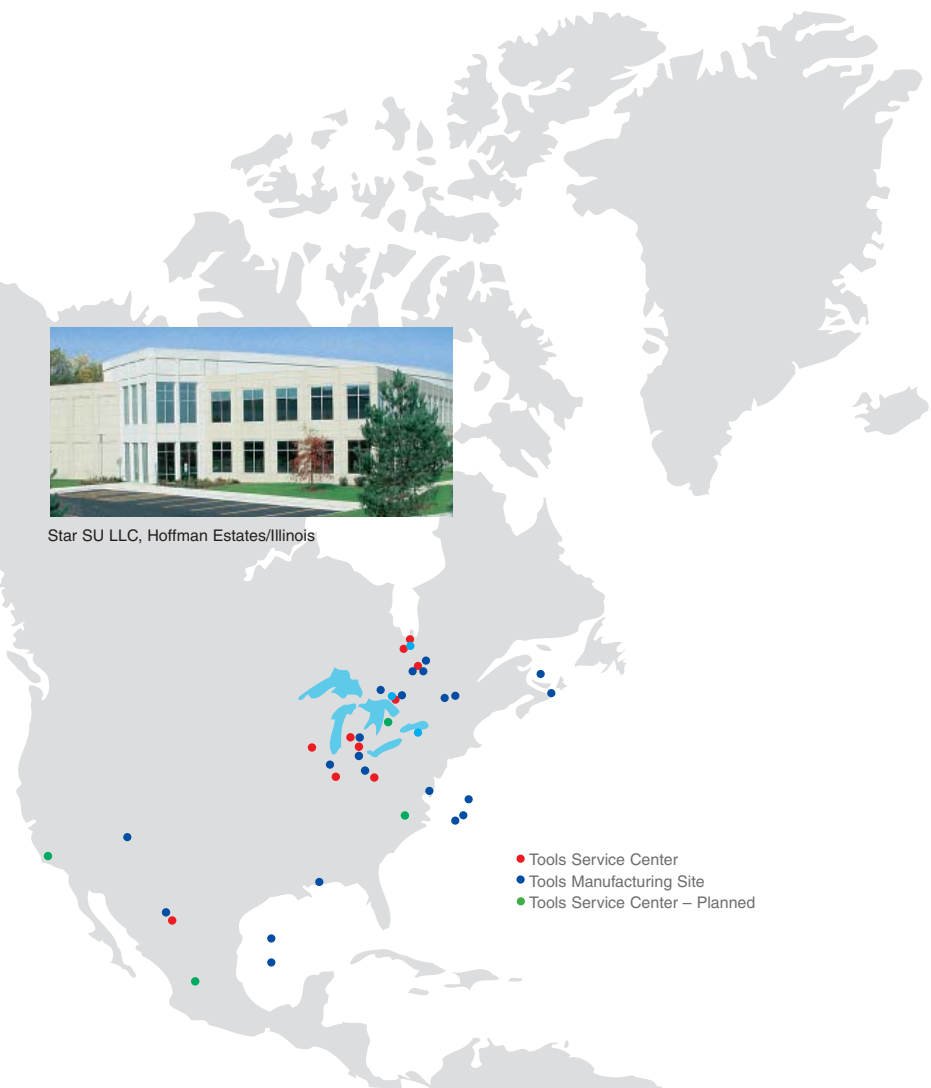 Star SU LLC, Hoffman Estates/Illinois
Tools Service Center
Tools Manufacturing Site
Tools Service Center – Planned